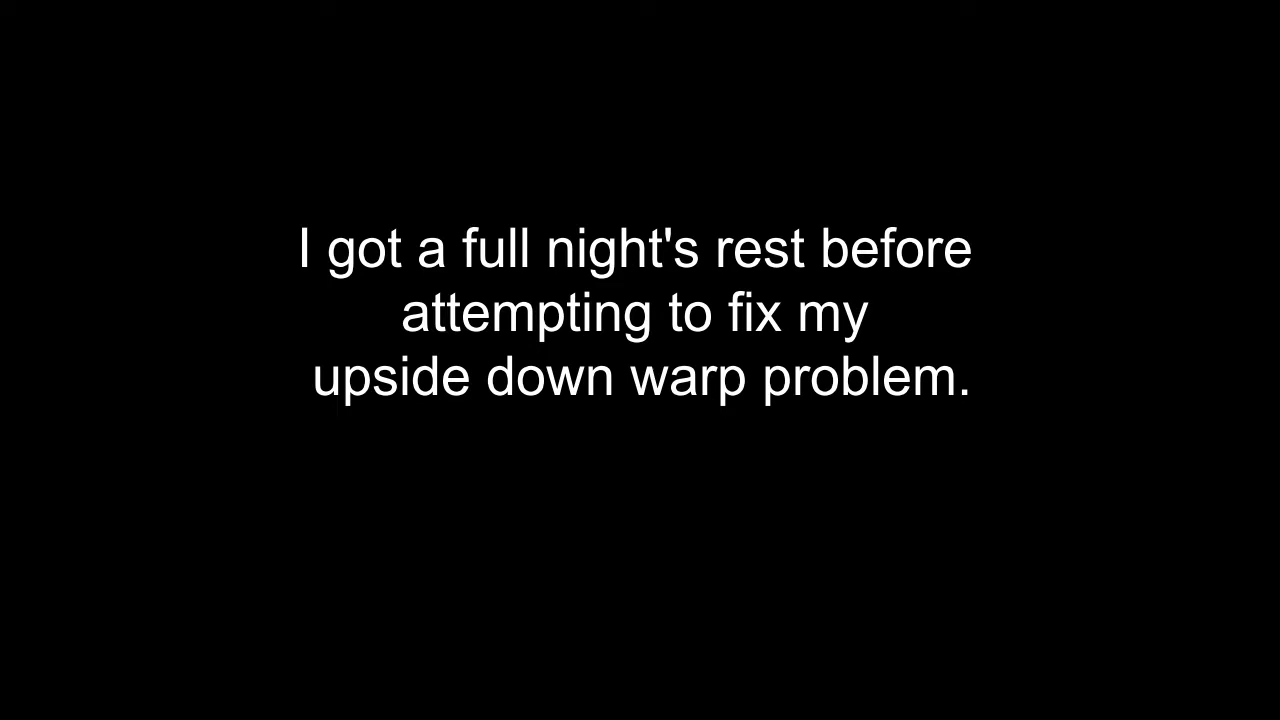 I got a full night's rest before
attempting to fix my
upside down warp problem.